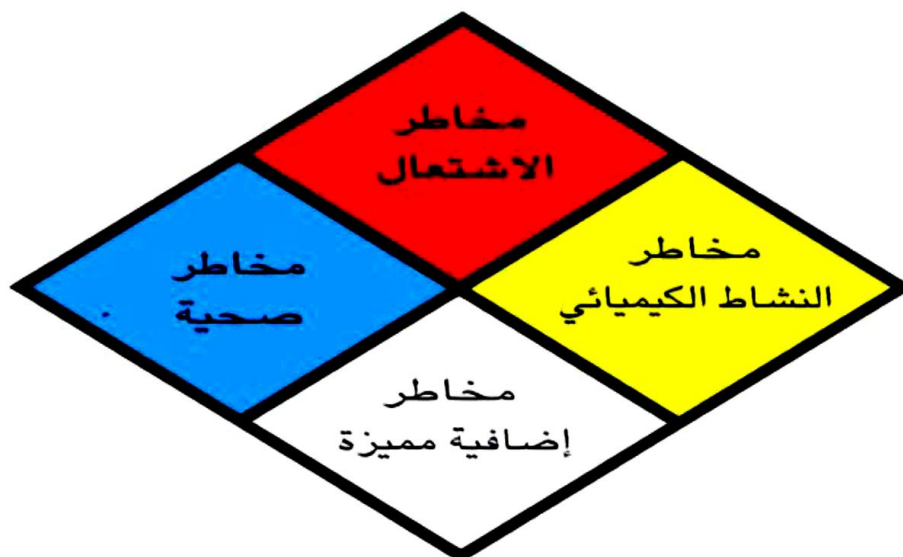 مخاطر
الاشتعال
مخاطر
النشاط الكيميائي
مخاطر
صحية
مخاطر
إضافية مميزة